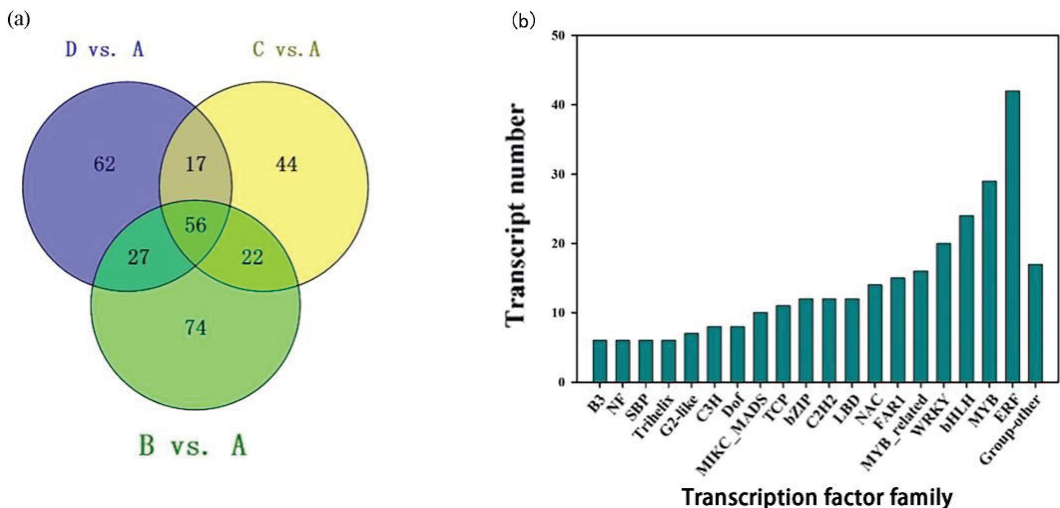 (a)
D vs. A
C vs.A
62
17
44
56
27
22
74
B vs. A
(b)
Transcript number
50
40
30
20
10
0
B3
NF
SBP
Trihelix
G2-like
C3H
Dof
MIKC_MADS
TCP
bZIP
C2H2
LBD
NAC
FAR1
MYB_related
WRKY
bHLH
MYB
ERF
Group-other
Transcription factor family